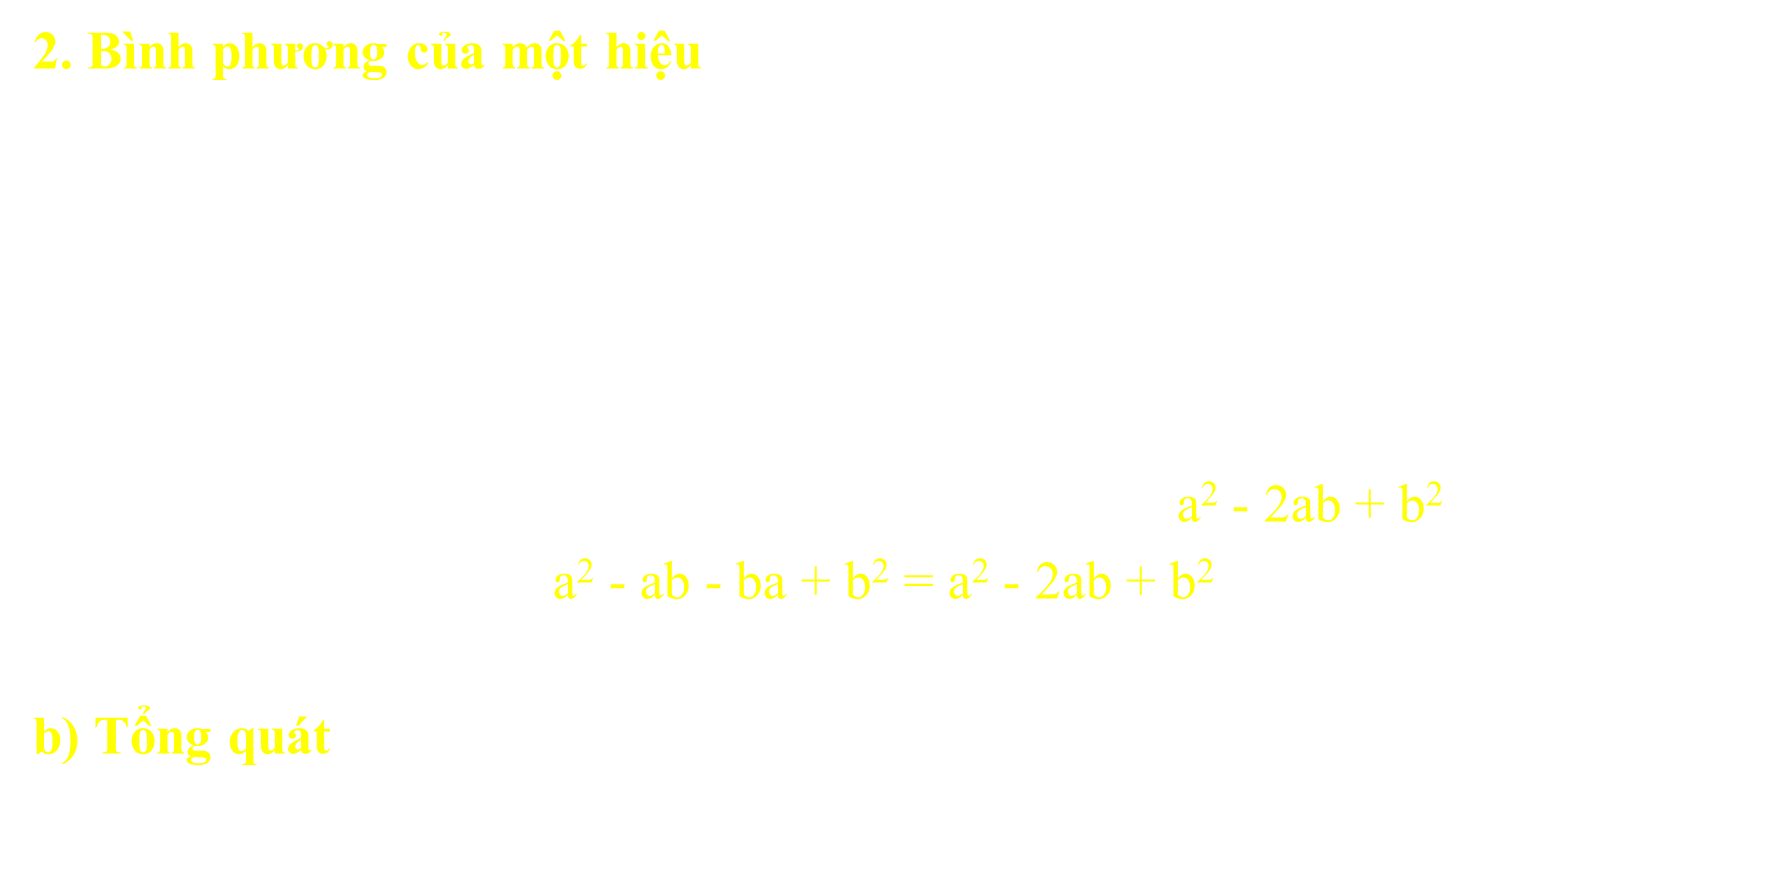 2. Bình phương của một hiệu
a² - 2ab + b²
a² - ab - ba + b² = a² - 2ab + b²
b) Tổng quát